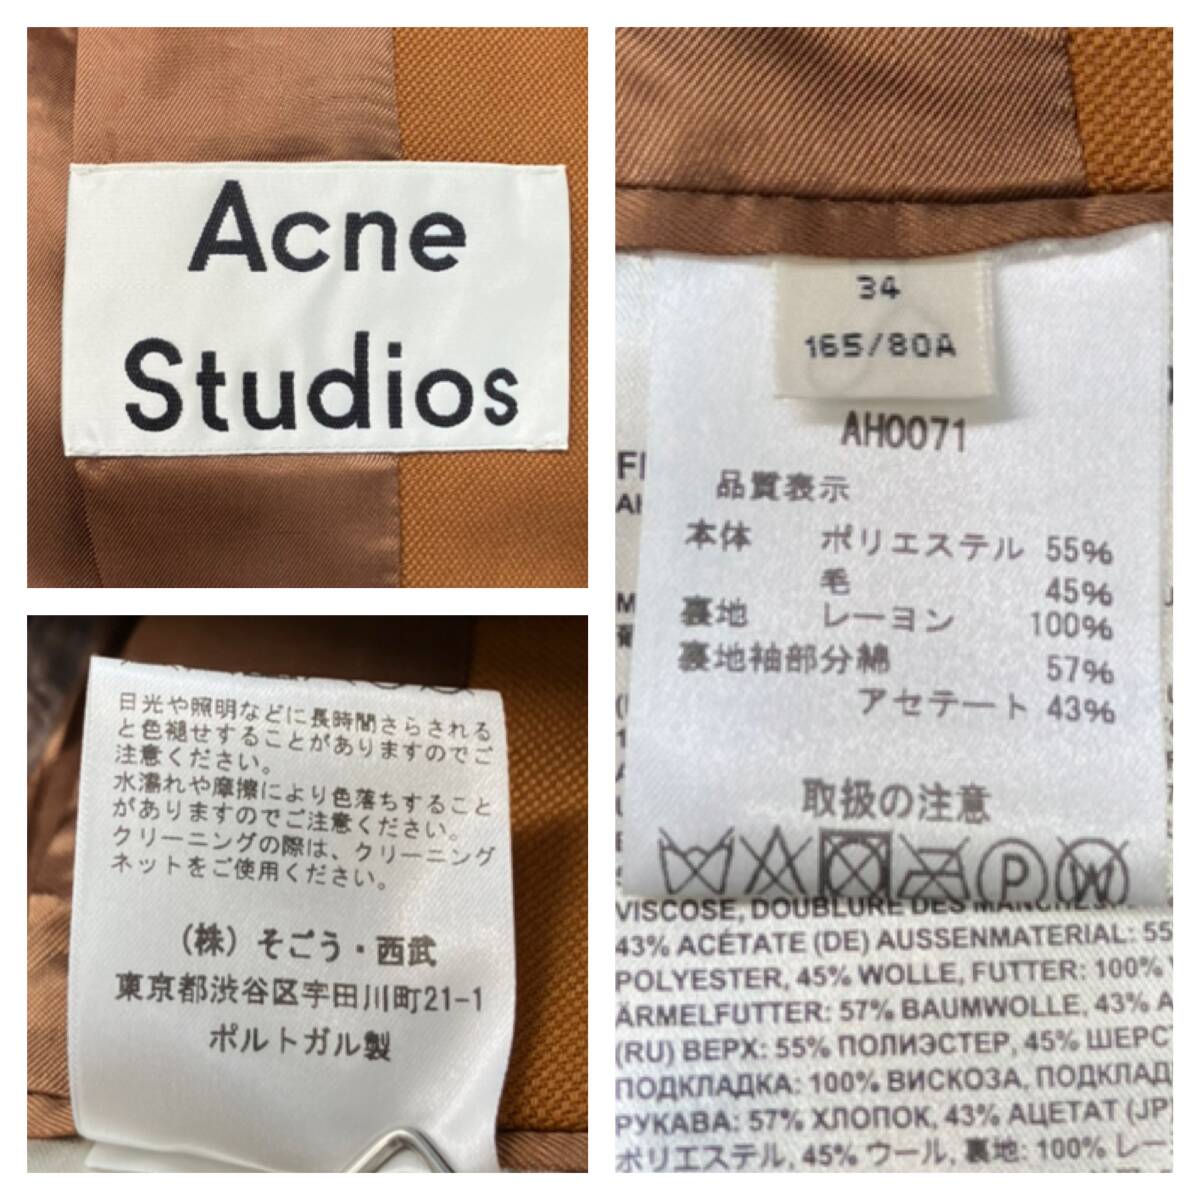 Acne
Studios
34
165/80A
AH0071
品質表示
本体 ポリエステル 55%
毛 45%
裏地 レーヨン 100%
裏地袖部分綿 57%
アセテート 43%
取扱の注意
P W
VISCOSE, DOUBLURE DES
43% ACÉTATE (DE) AUSSENMATERIAL: 55
POLYESTER, 45% WOLLE, FUTTER: 100%
ÄRMELFUTTER: 57% BAUMWOLLE, 43% A
(RU) ВЕРХ: 55% ПОЛИЭСТЕР, 45% ШЕРС
ПОДКЛАДКА: 100% ВИСКОЗА, ПОДКЛАД
РУКАВА: 57% ХЛОПОК, 43% АЦЕТАТ (JP
ポリエステル, 45% ウール, 裏地: 100% レー
日光や照明などに長時間さらされる
と色褪せすることがありますのでご
注意ください。
水濡れや摩擦により色落ちすること
がありますのでご注意ください。
クリーニングの際は、クリーニング
ネットをご使用ください。
(株) そごう・西武
東京都渋谷区宇田川町21-1
ポルトガル製